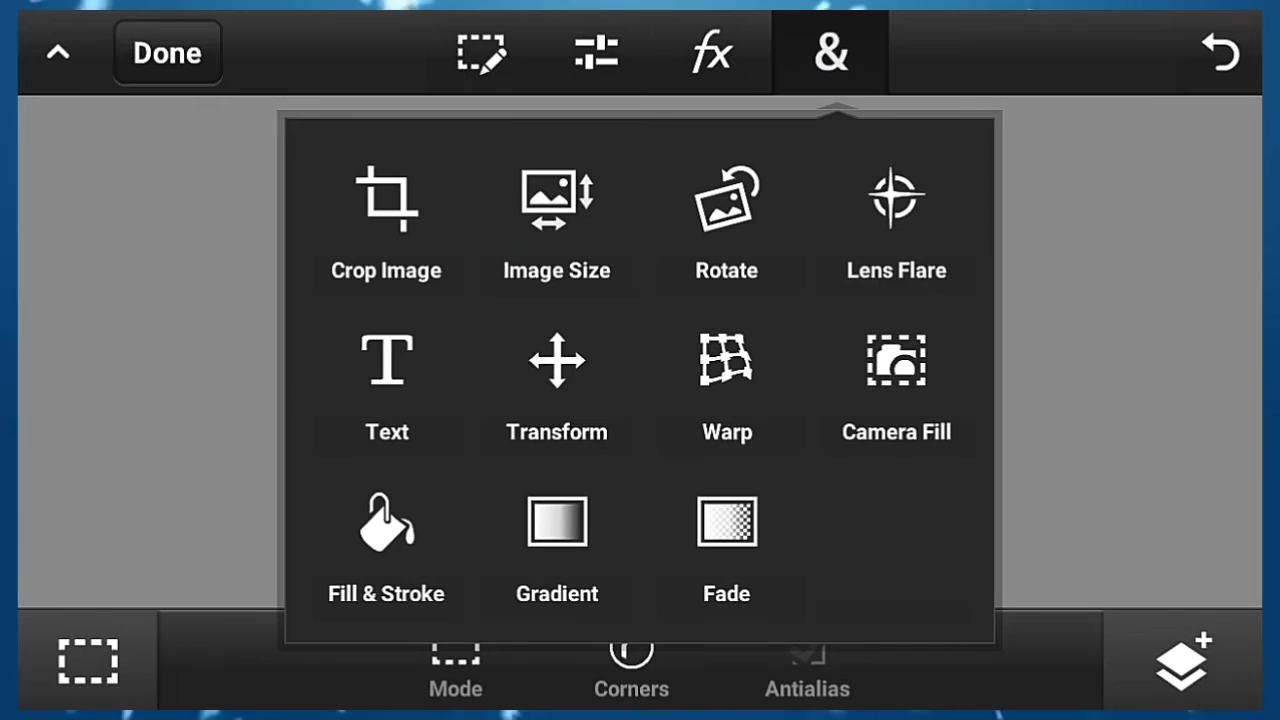 Done fx &
Crop Image Image Size Rotate Lens Flare
Text Transform Warp Camera Fill
Fill & Stroke Gradient Fade
Mode Corners Antialias